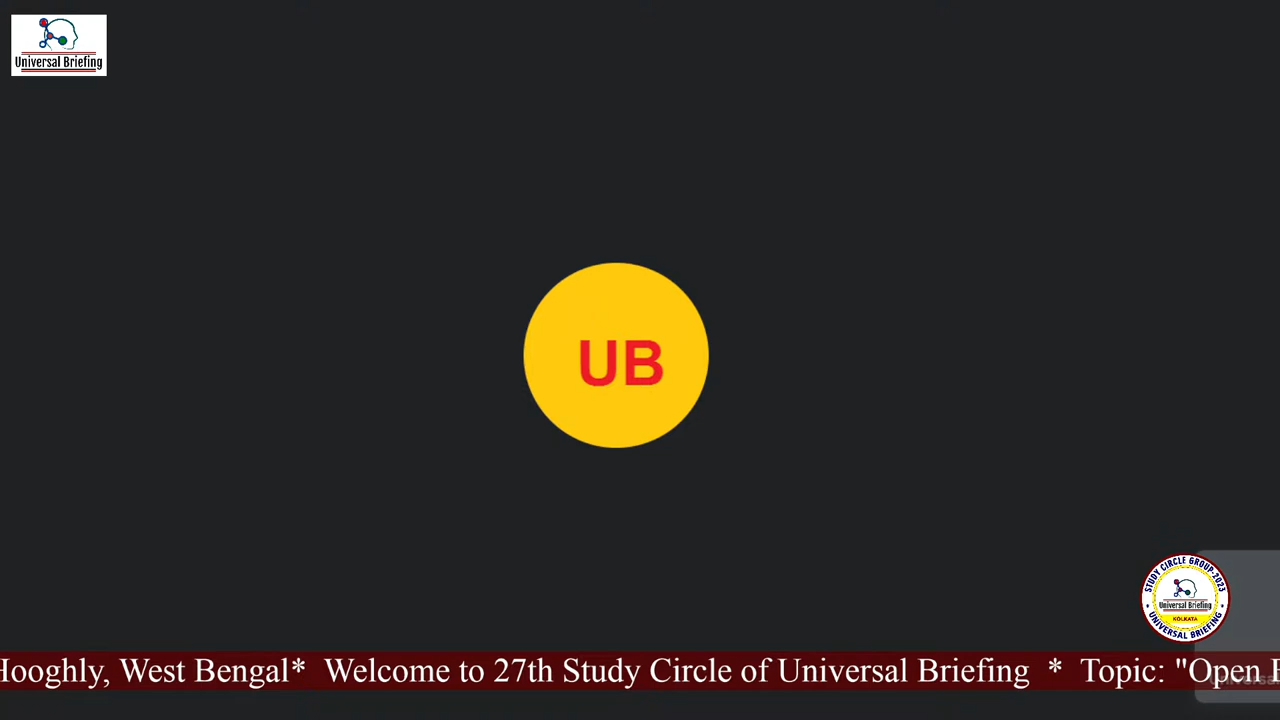 Universal Briefing
UB
STUDY CIRCLE GROUP-2023
Universal Briefing
KOLKATA
UNIVERSAL BRIEFING
Hooghly, West Bengal*  Welcome to 27th Study Circle of Universal Briefing  *  Topic: "Open